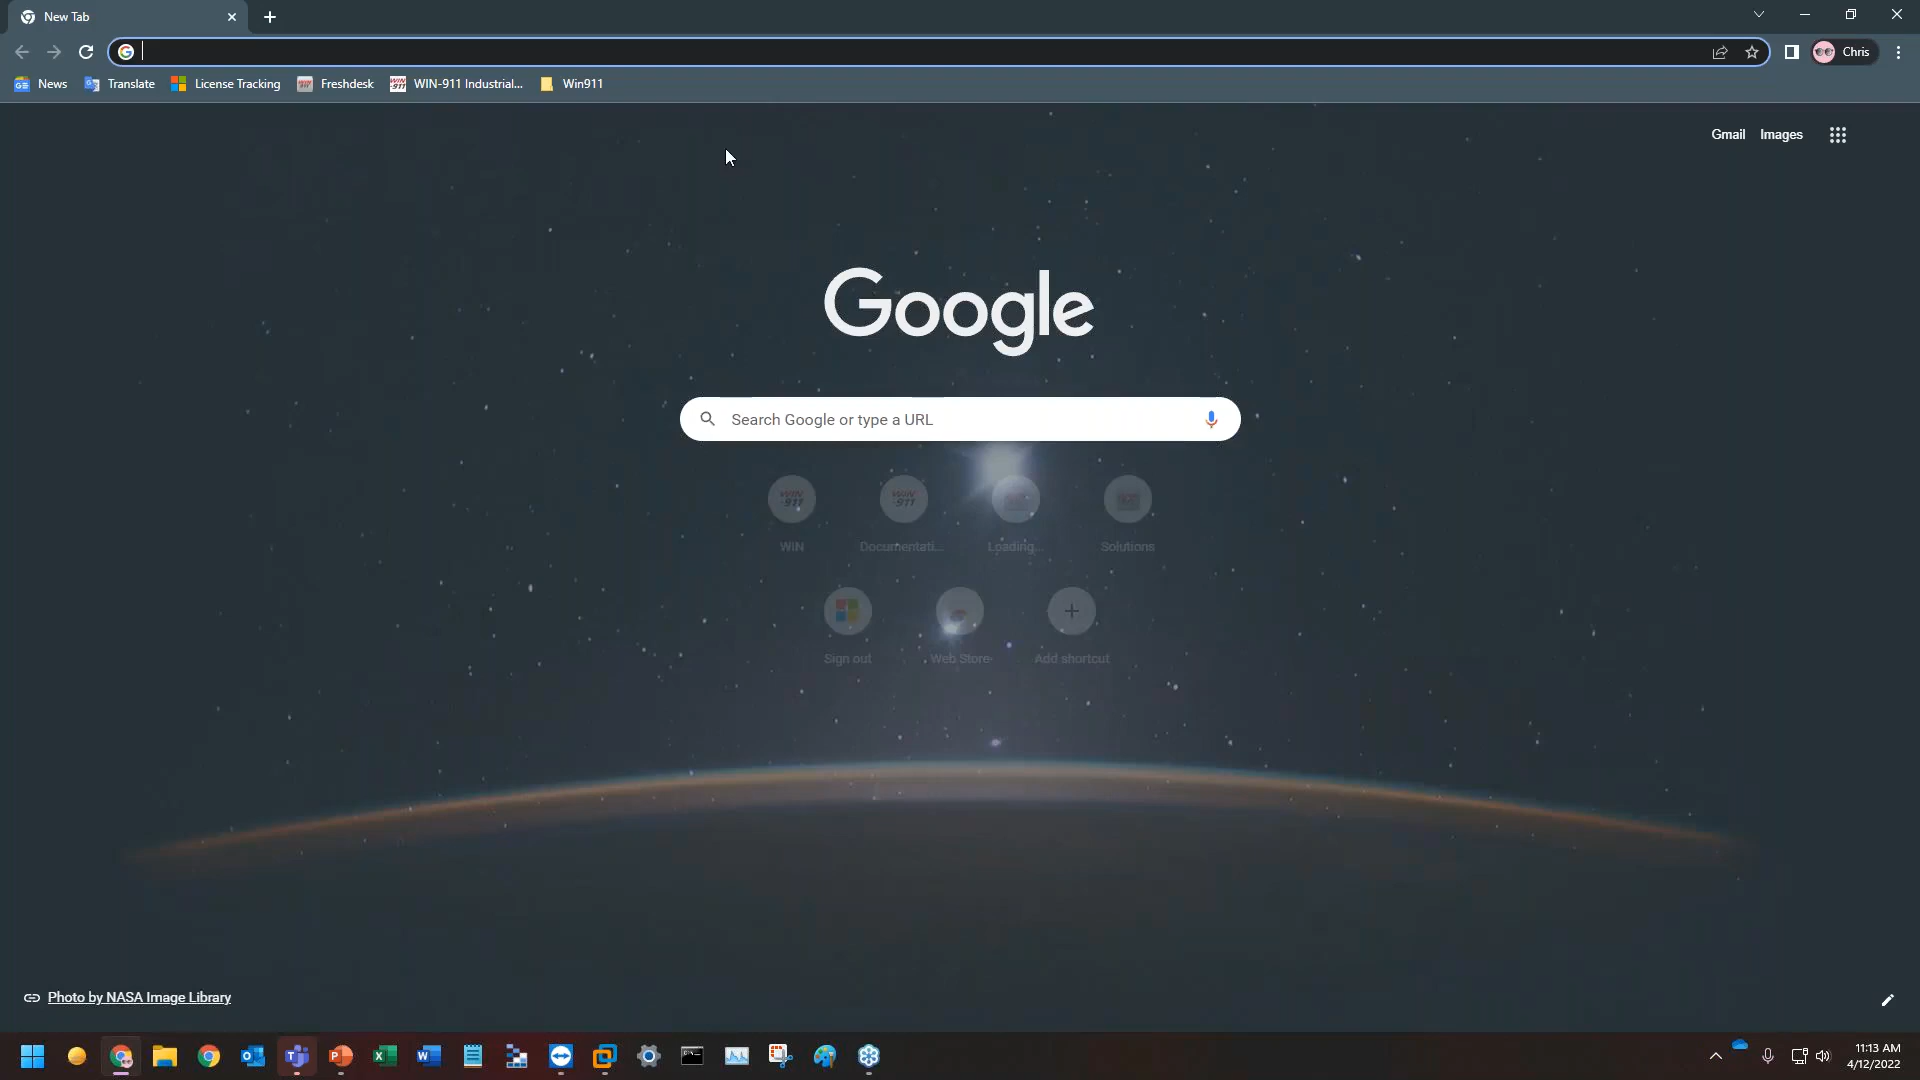 New Tab
Chris
News
Translate
License Tracking
Freshdesk
WIN-911 Industrial...
Win911
Gmail
Images
Google
Search Google or type a URL
WIN
Documentati...
Loading...
Solutions
Sign out
Web Store
Add shortcut
Photo by NASA Image Library
11:13 AM
4/12/2022